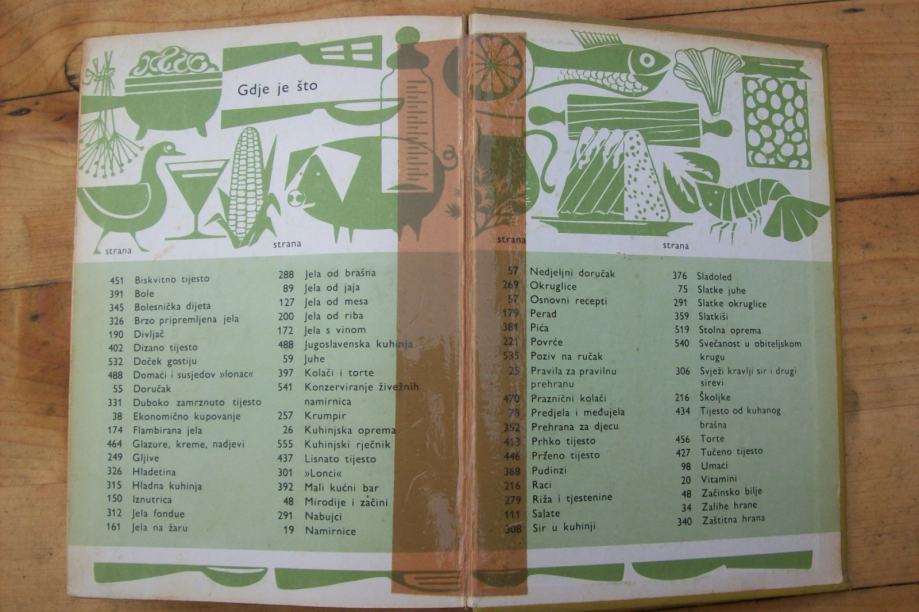 Gdje je što
strana
451 Biskvitno tijesto
391 Bole
345 Bolesnička dijeta
326 Brzo pripremljena jela
190 Divljač
402 Dizano tijesto
532 Doček gostiju
488 Domaći i susjedov »lonac«
55 Doručak
331 Duboko zamrznuto tijesto
38 Ekonomično kupovanje
174 Flambirana jela
464 Glazure, kreme, nadjevi
249 Gljive
326 Hladetina
315 Hladna kuhinja
150 Iznutrica
312 Jela fondue
161 Jela na žaru
strana
288 Jela od brašna
89 Jela od jaja
127 Jela od mesa
200 Jela od riba
172 Jela s vinom
488 Jugoslavenska kuhinja
59 Juhe
397 Kolači i torte
541 Konzerviranje živežnih
namirnica
257 Krumpir
26 Kuhinjska oprema
555 Kuhinjski rječnik
437 Lisnato tijesto
301 »Lonci«
392 Mali kućni bar
48 Mirodije i začini
291 Nabujci
19 Namirnice
strana
57 Nedjeljni doručak
269 Okruglice
57 Osnovni recepti
179 Perad
381 Pića
221 Povrće
535 Poziv na ručak
25 Pravila za pravilnu
prehranu
470 Praznični kolači
78 Predjela i međujela
352 Prehrana za djecu
413 Prhko tijesto
446 Prženo tijesto
368 Pudinzi
216 Raci
279 Riža i tjestenine
111 Salate
308 Sir u kuhinji
strana
376 Sladoled
75 Slatke juhe
291 Slatke okruglice
359 Slatkiši
519 Stolna oprema
540 Svečanost u obiteljskom
krugu
306 Svježi kravlji sir i drugi
sirevi
216 Školjke
434 Tijesto od kuhanog
brašna
456 Torte
427 Tučeno tijesto
98 Umaci
20 Vitamini
48 Začinsko bilje
34 Zalihe hrane
340 Zaštitna hrana